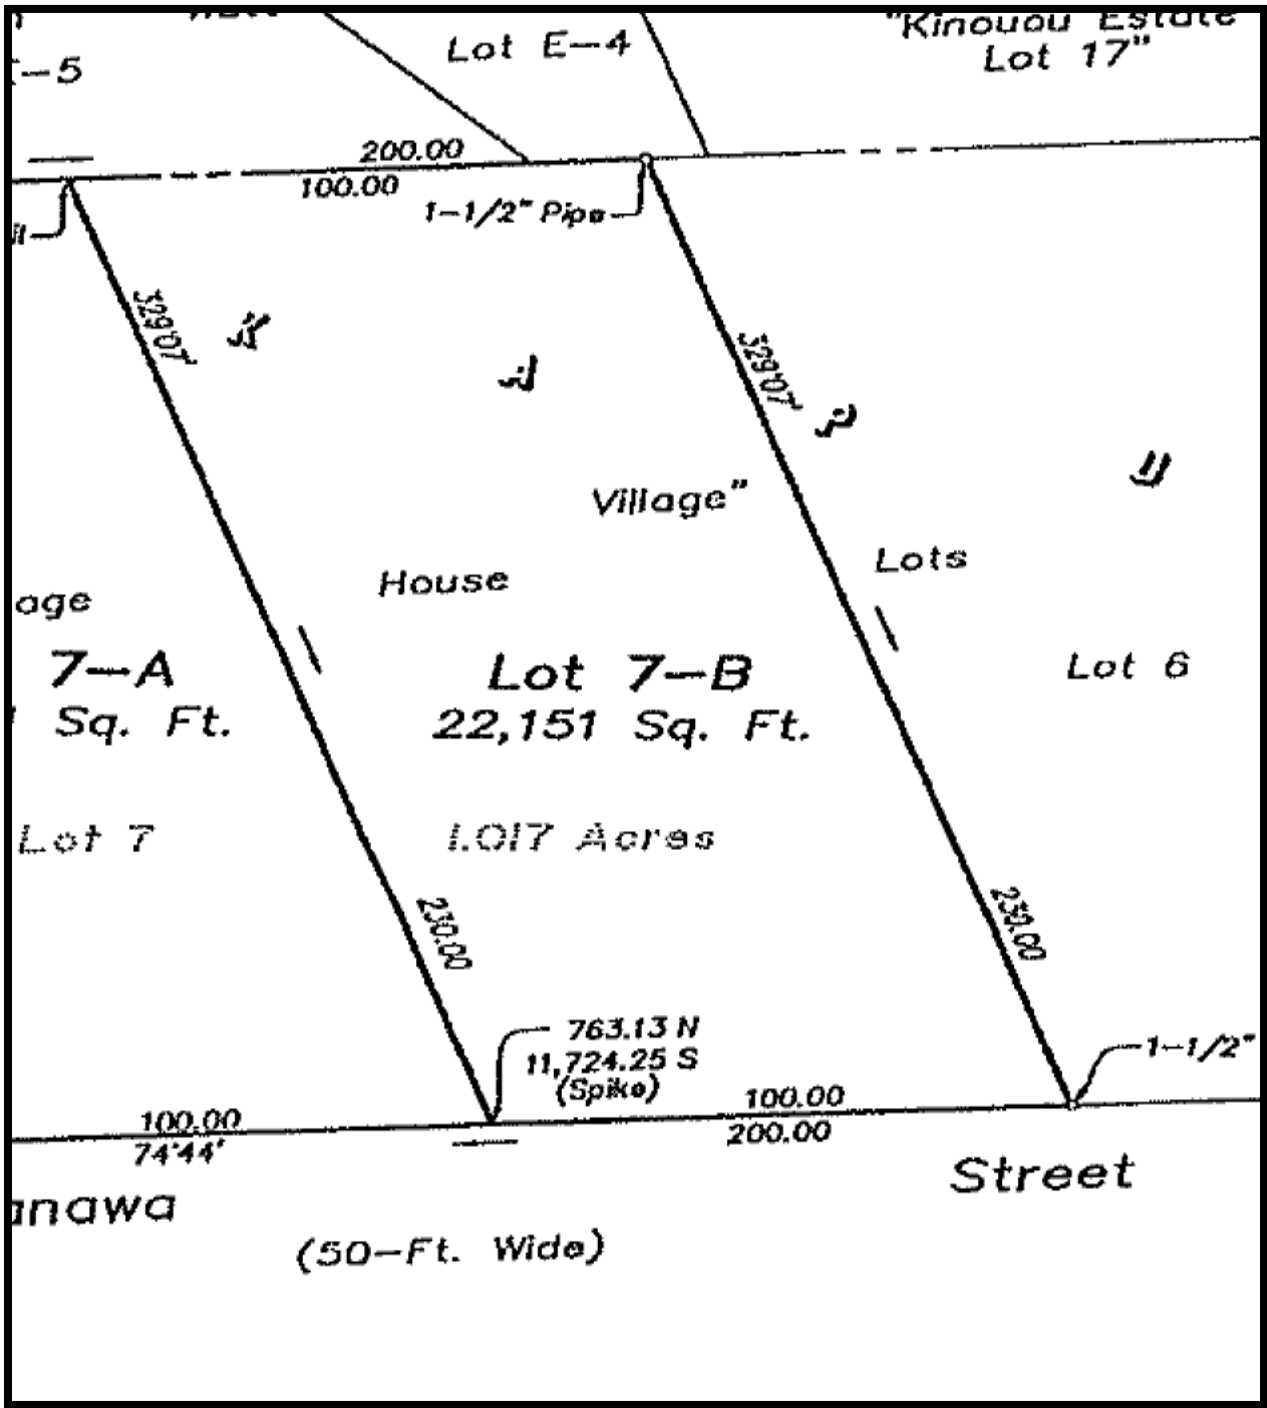 "Kinouou Estate
Lot E-4
Lot 17"
-5
200.00
100.00
1-1/2" Pipe
329°07'
K
J
329°07'
P
U
Village"
Lots
House
age
Lot 6
7-A
Lot 7-B
Sq. Ft.
22,151 Sq. Ft.
Lot 7
1.017 Acres
230.00
230.00
763.13 N
11,724.25 S
(Spike)
1-1/2"
100.00
100.00
74°44'
200.00
Street
anawa
(50-Ft. Wide)